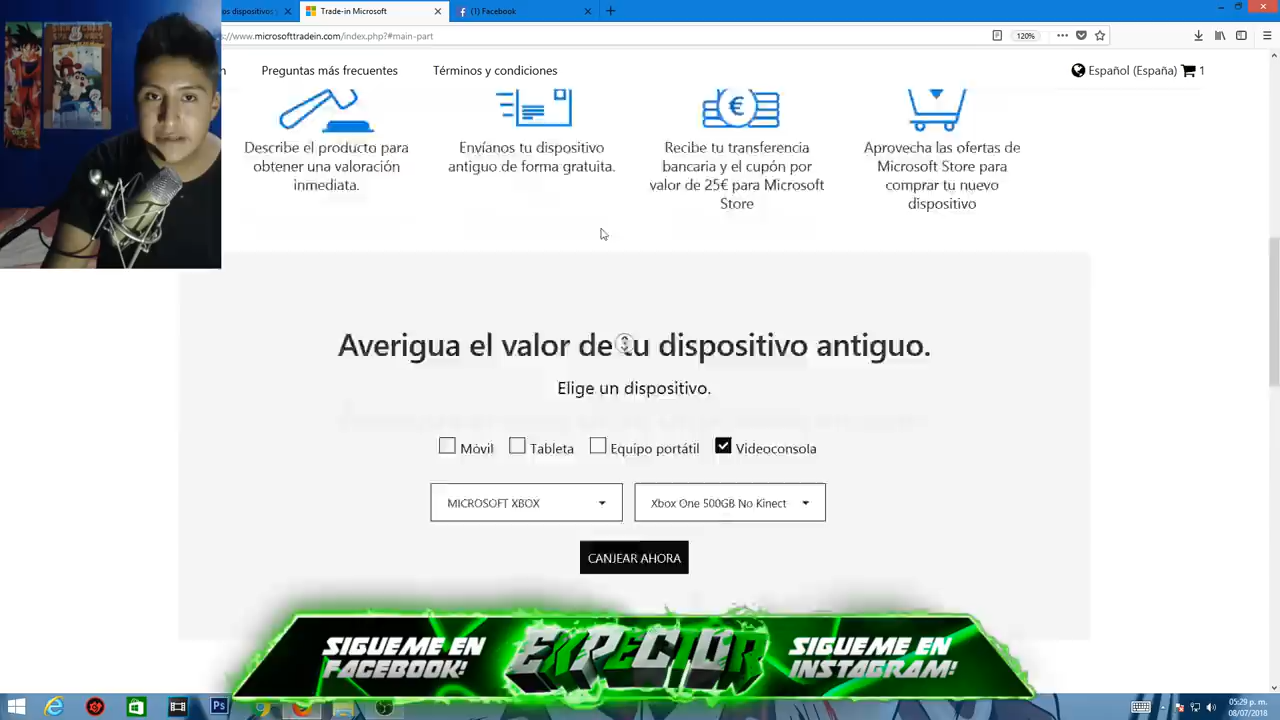 os dispositivos
Trade-in Microsoft
(1) Facebook
://www.microsofttradein.com/index.php?#main-part
120%
Preguntas más frecuentes
Términos y condiciones
Español (España)
1
Describe el producto para
obtener una valoración
inmediata.
Envíanos tu dispositivo
antiguo de forma gratuita.
Recibe tu transferencia
bancaria y el cupón por
valor de 25€ para Microsoft
Store
Aprovecha las ofertas de
Microsoft Store para
comprar tu nuevo
dispositivo
Averigua el valor de tu dispositivo antiguo.
Elige un dispositivo.
Móvil
Tableta
Equipo portátil
Videoconsola
MICROSOFT XBOX
Xbox One 500GB No Kinect
CANJEAR AHORA
SIGUEME EN
FACEBOOK!
EXPECTOR
SIGUEME EN
INSTAGRAM!
Ps
05:29 p. m.
08/07/2018